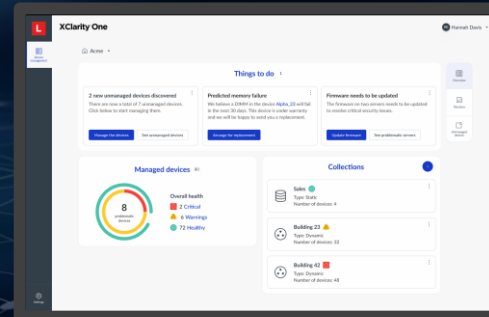 L
XClarity One
Hannah Davis
Device management
Acme
Things to do
2 new unmanaged devices discovered
There are now a total of 7 unmanaged devices.
Click below to start managing them.
Manage the devices
See unmanaged devices
Predicted memory failure
We believe a DIMM in the device Alpha_23 will fail
in the next 30 days. This device is under warranty
and we will be happy to send you a replacement.
Arrange for replacement
Firmware needs to be updated
The firmware on two servers needs to be updated
to resolve critical security issues.
Update firmware
See problematic servers
Managed devices
8
problematic
devices
Overall health
2 Critical
6 Warnings
72 Healthy
Collections
Sales
Type: Static
Number of devices: 4
Building 23
Type: Dynamic
Number of devices: 32
Building 42
Type: Dynamic
Number of devices: 48
Settings